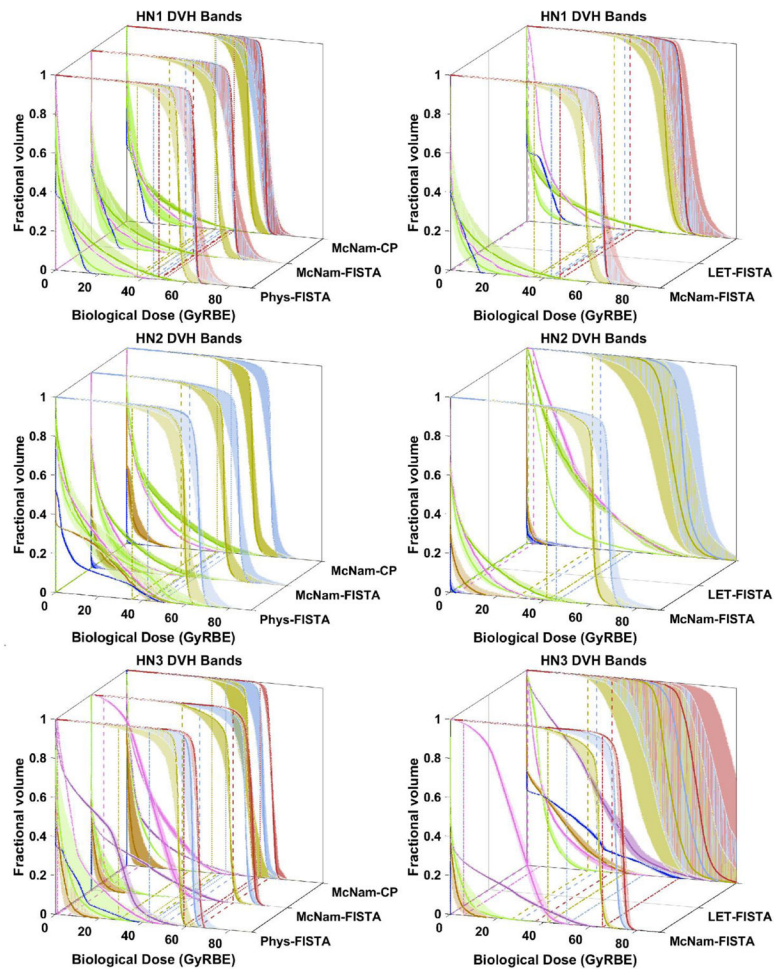 HN1 DVH Bands
1
0.8
0.6
0.4
0.2
0
Fractional volume
0 20 40 60 80
Biological Dose (GyRBE)
McNam-CP
McNam-FISTA
Phys-FISTA
HN1 DVH Bands
1
0.8
0.6
0.4
0.2
0
Fractional volume
0 20 40 60 80
Biological Dose (GyRBE)
LET-FISTA
McNam-FISTA
HN2 DVH Bands
1
0.8
0.6
0.4
0.2
0
Fractional volume
0 20 40 60 80
Biological Dose (GyRBE)
McNam-CP
McNam-FISTA
Phys-FISTA
HN2 DVH Bands
1
0.8
0.6
0.4
0.2
0
Fractional volume
0 20 40 60 80
Biological Dose (GyRBE)
LET-FISTA
McNam-FISTA
HN3 DVH Bands
1
0.8
0.6
0.4
0.2
0
Fractional volume
0 20 40 60 80
Biological Dose (GyRBE)
McNam-CP
McNam-FISTA
Phys-FISTA
HN3 DVH Bands
1
0.8
0.6
0.4
0.2
0
Fractional volume
0 20 40 60 80
Biological Dose (GyRBE)
LET-FISTA
McNam-FISTA